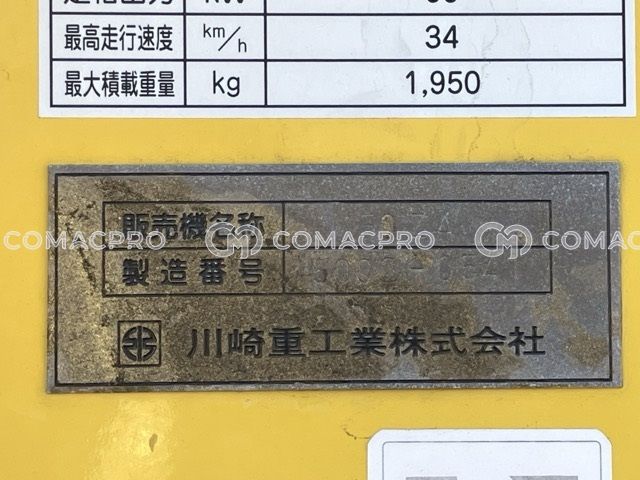 最高走行速度 km/h 34
最大積載重量 kg 1,950
販売機名称
COMACPRO COMACPRO
製造番号
川崎重工業株式会社